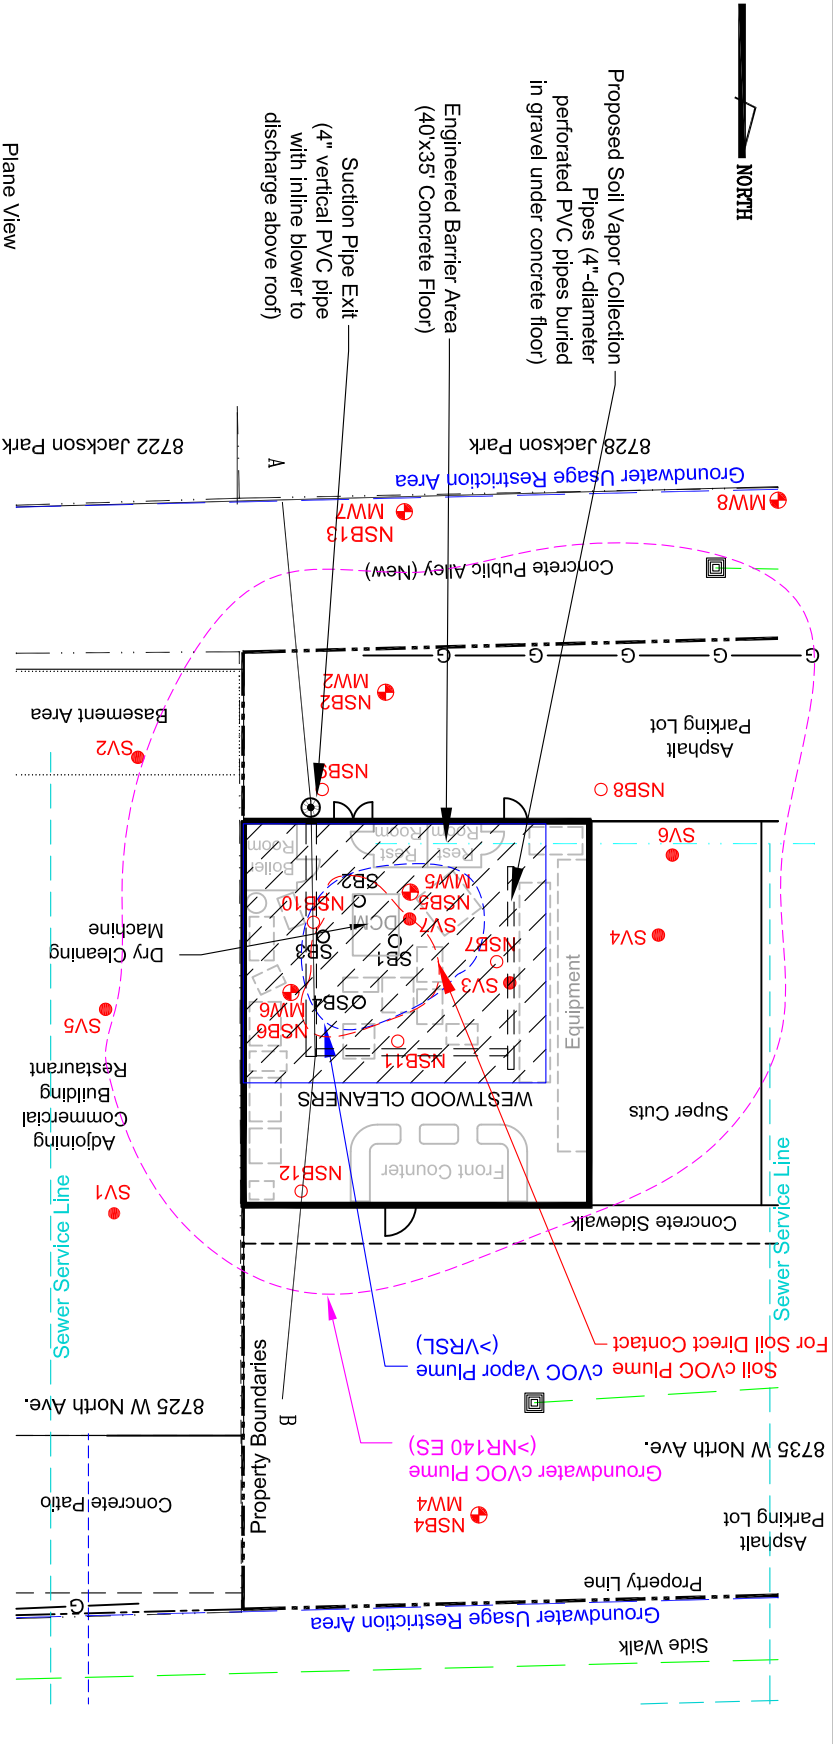 NORTH
Proposed Soil Vapor Collection
Pipes (4"-diameter
perforated PVC pipes buried
in gravel under concrete floor)
Engineered Barrier Area
(40'x35' Concrete Floor)
Suction Pipe Exit
(4" vertical PVC pipe
with inline blower to
discharge above roof)
Plane View
8722 Jackson Park
A
8728 Jackson Park
Groundwater Usage Restriction Area
MW8
NSB13
MW7
Concrete Public Alley (New)
G
G
G
G
G
NSB2
MW2
Asphalt
Parking Lot
Basement Area
SV2
NSB9
NSB8
SV6
Boiler
Room
Rest
Room
Rest
Room
SB2
MW5
NSB5
SV7
NSB10
DCM
SB3
SB1
NSB7
SV4
Dry Cleaning
Machine
SV3
SB4
MW6
NSB6
SV5
NSB11
Equipment
WESTWOOD CLEANERS
Super Cuts
Adjoining
Commercial
Building
Restaurant
Front Counter
NSB12
SV1
Concrete Sidewalk
Sewer Service Line
Sewer Service Line
Soil cVOC Plume
For Soil Direct Contact
cVOC Vapor Plume
(>VRSL)
B
8725 W North Ave.
Property Boundaries
Groundwater cVOC Plume
(>NR140 ES)
8735 W North Ave.
Concrete Patio
NSB4
MW4
Asphalt
Parking Lot
Property Line
G
Groundwater Usage Restriction Area
Side Walk